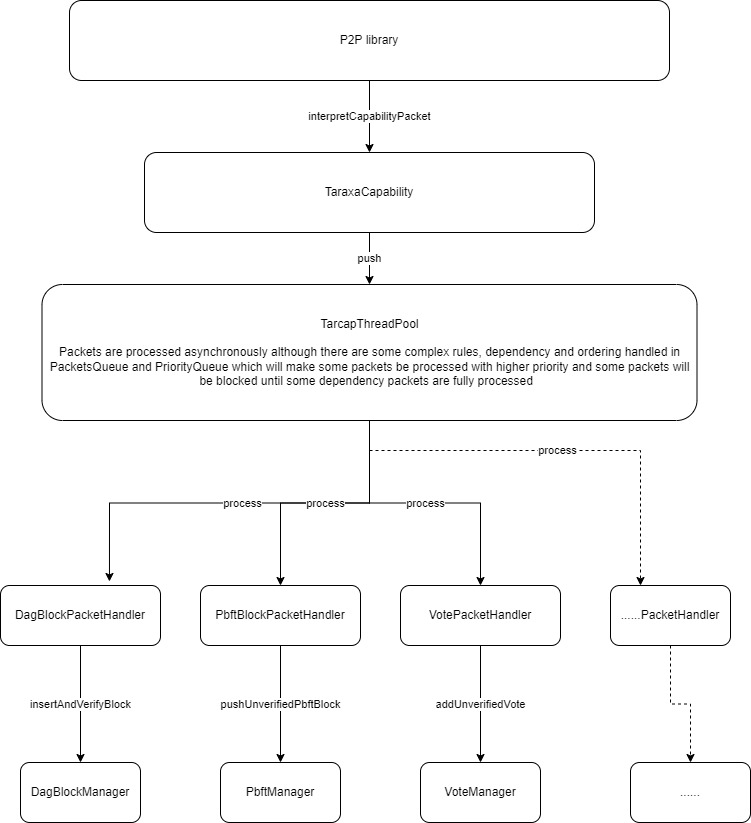 P2P library
interpretCapabilityPacket
TaraxaCapability
push
TarcapThreadPool
Packets are processed asynchronously although there are some complex rules, dependency and ordering handled in
PacketsQueue and PriorityQueue which will make some packets be processed with higher priority and some packets will
be blocked until some dependency packets are fully processed
process
process process process
DagBlockPacketHandler PbftBlockPacketHandler VotePacketHandler ......PacketHandler
insertAndVerifyBlock pushUnverifiedPbftBlock addUnverifiedVote
DagBlockManager PbftManager VoteManager ......